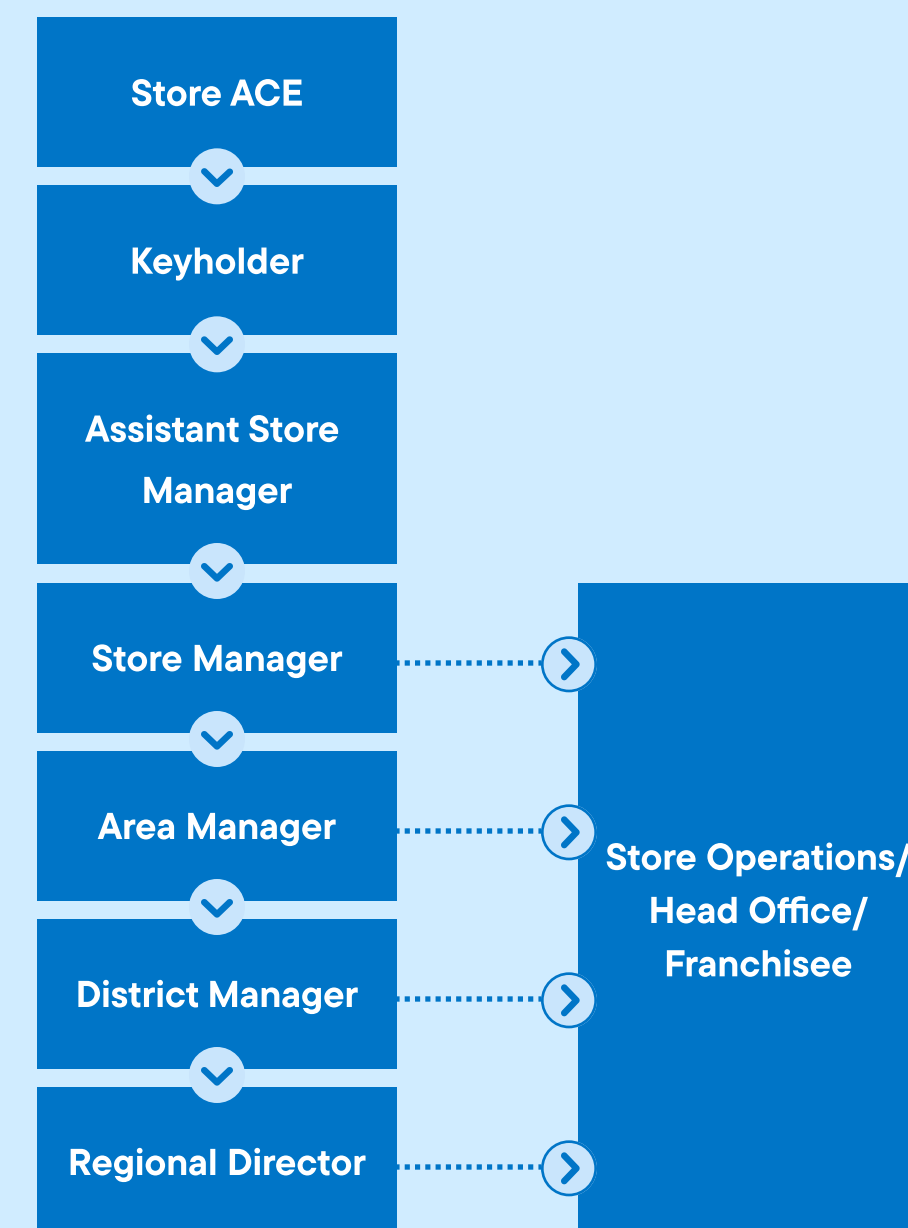 Store ACE
Keyholder
Assistant Store
Manager
Store Manager
Area Manager
District Manager
Regional Director
Store Operations/
Head Office/
Franchisee